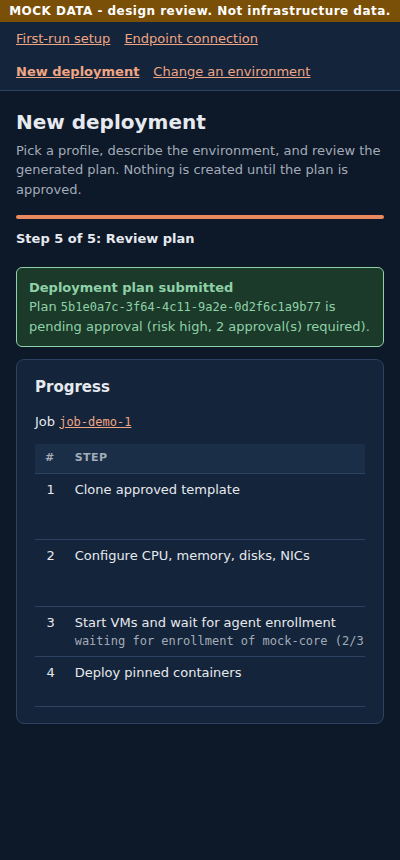 MOCK DATA - design review. Not infrastructure data.
First-run setup Endpoint connection
New deployment Change an environment
New deployment
Pick a profile, describe the environment, and review the
generated plan. Nothing is created until the plan is
approved.
Step 5 of 5: Review plan
Deployment plan submitted
Plan 5b1e0a7c-3f64-4c11-9a2e-0d2f6c1a9b77 is
pending approval (risk high, 2 approval(s) required).
Progress
Job job-demo-1
# STEP
1 Clone approved template
2 Configure CPU, memory, disks, NICs
3 Start VMs and wait for agent enrollment
waiting for enrollment of mock-core (2/3
4 Deploy pinned containers